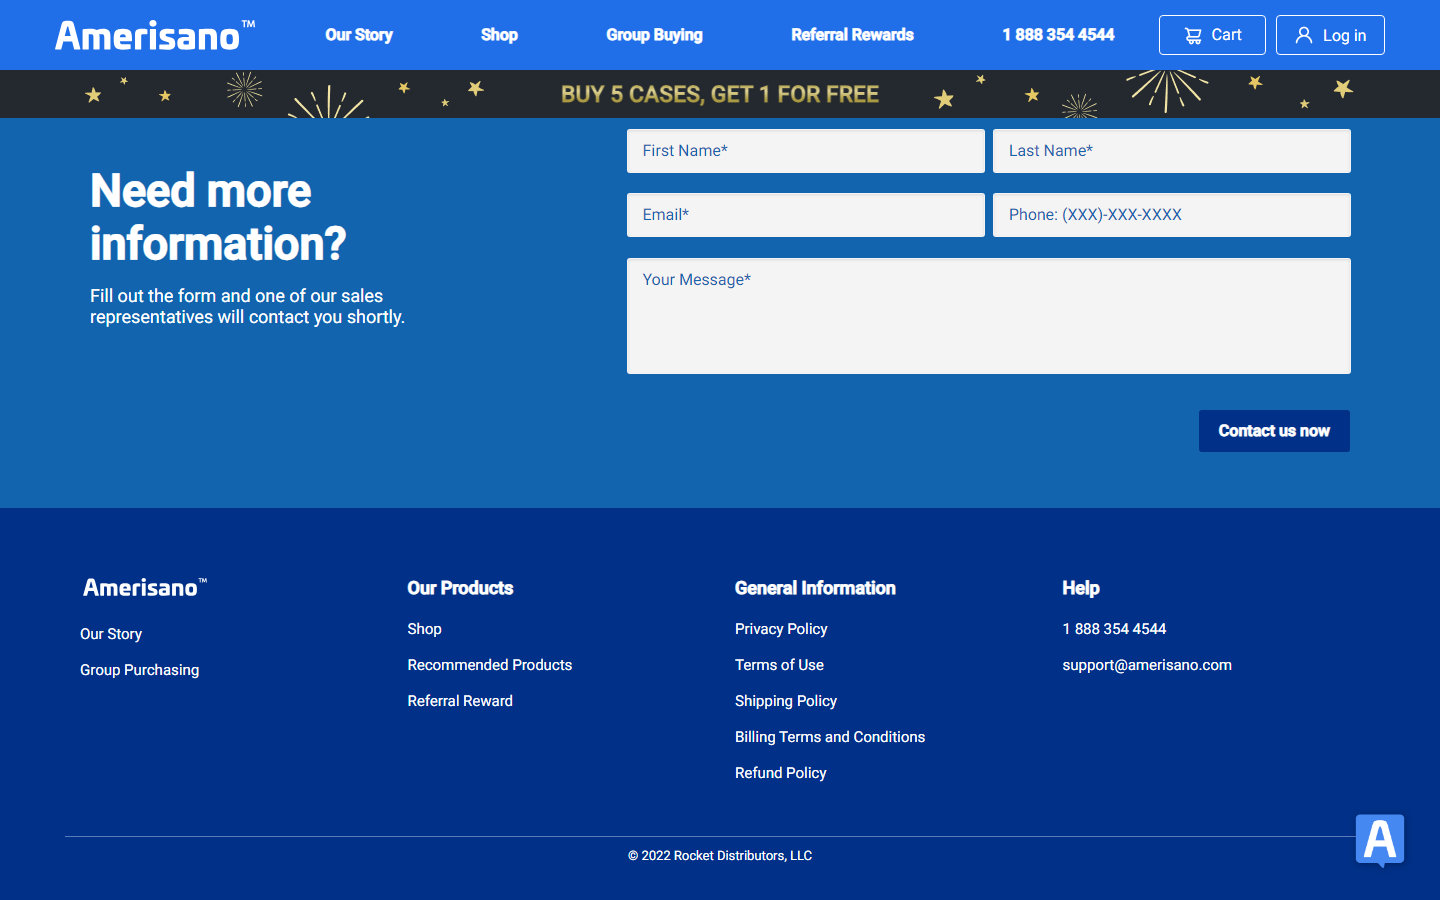 Amerisano™
Our Story
Shop
Group Buying
Referral Rewards
1 888 354 4544
Cart
Log in
BUY 5 CASES, GET 1 FOR FREE
Need more
information?
Fill out the form and one of our sales
representatives will contact you shortly.
First Name*
Last Name*
Email*
Phone: (XXX)-XXX-XXXX
Your Message*
Contact us now
Amerisano™
Our Story
Group Purchasing
Our Products
Shop
Recommended Products
Referral Reward
General Information
Privacy Policy
Terms of Use
Shipping Policy
Billing Terms and Conditions
Refund Policy
Help
1 888 354 4544
support@amerisano.com
© 2022 Rocket Distributors, LLC
A